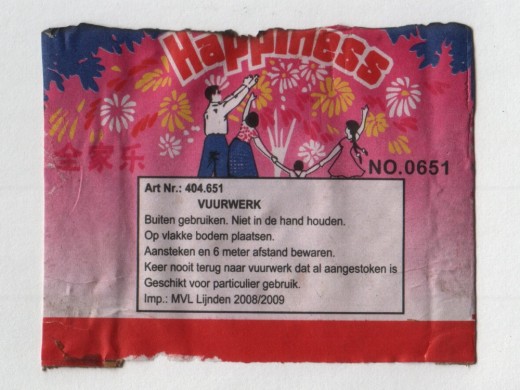 Happiness
全家乐
NO.0651
Art Nr.: 404.651
VUURWERK
Buiten gebruiken. Niet in de hand houden.
Op vlakke bodem plaatsen.
Aansteken en 6 meter afstand bewaren.
Keer nooit terug naar vuurwerk dat al aangestoken is
Geschikt voor particulier gebruik.
Imp.: MVL Lijnden 2008/2009